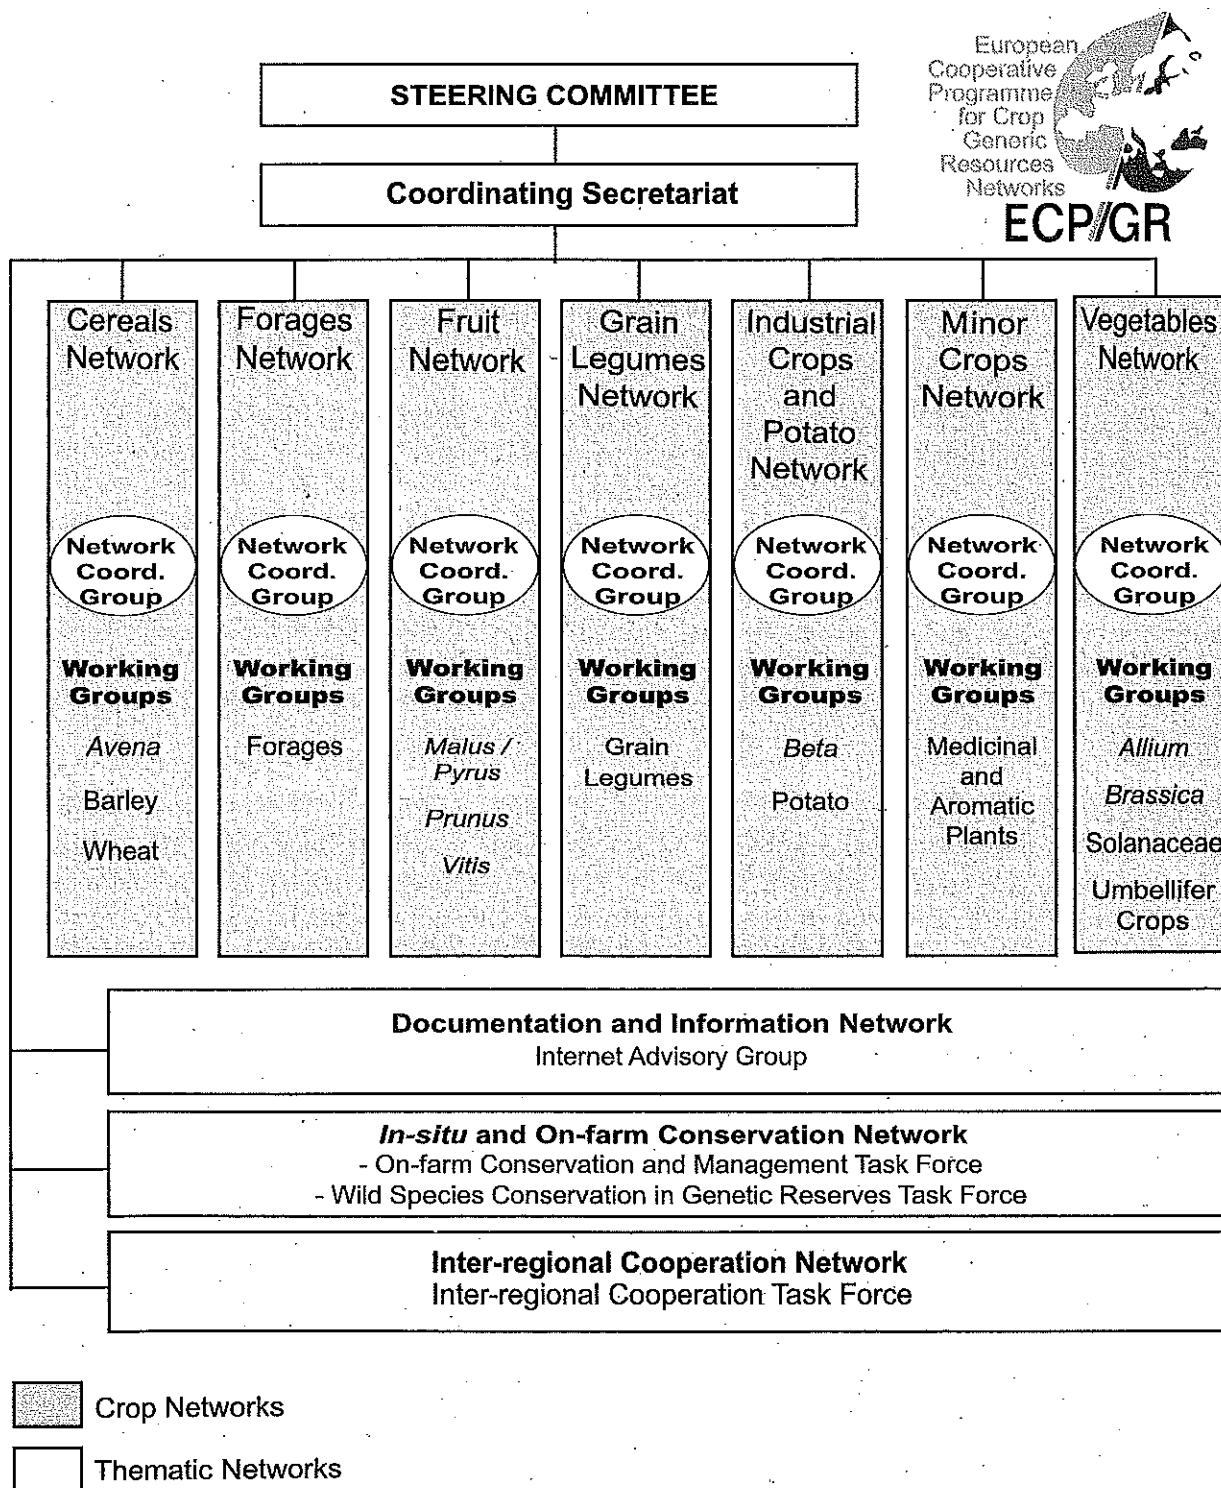 European
Cooperative
Programme
for Crop
Generic
Resources
Networks
ECP/GR
STEERING COMMITTEE
Coordinating Secretariat
Cereals
Network
Network
Coord.
Group
Working
Groups
Avena
Barley
Wheat
Forages
Network
Network
Coord.
Group
Working
Groups
Forages
Fruit
Network
Network
Coord.
Group
Working
Groups
Malus /
Pyrus
Prunus
Vitis
Grain
Legumes
Network
Network
Coord.
Group
Working
Groups
Grain
Legumes
Industrial
Crops
and
Potato
Network
Network
Coord.
Group
Working
Groups
Beta
Potato
Minor
Crops
Network
Network
Coord.
Group
Working
Groups
Medicinal
and
Aromatic
Plants
Vegetables
Network
Network
Coord.
Group
Working
Groups
Allium
Brassica
Solanaceae
Umbellifer
Crops
Documentation and Information Network
Internet Advisory Group
In-situ and On-farm Conservation Network
- On-farm Conservation and Management Task Force
- Wild Species Conservation in Genetic Reserves Task Force
Inter-regional Cooperation Network
Inter-regional Cooperation Task Force
Crop Networks
Thematic Networks